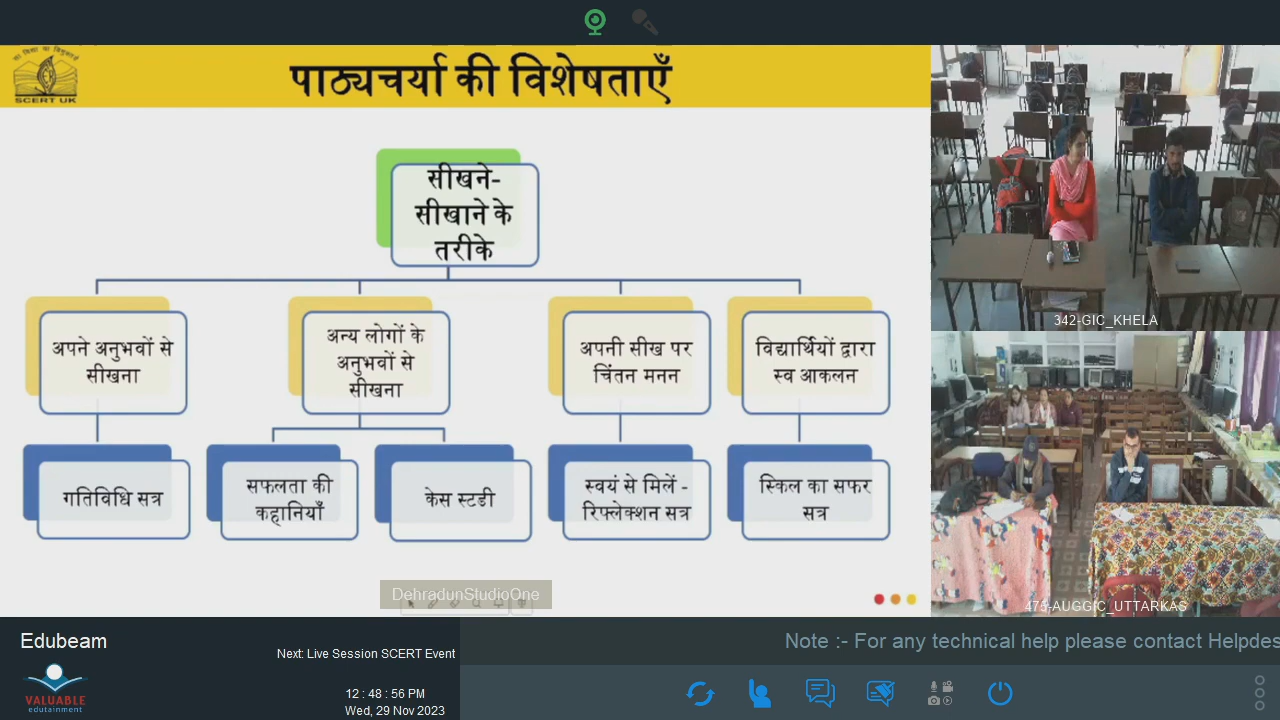 पाठ्यचर्या की विशेषताएँ
SCERT UK
सीखने-
सीखाने के
तरीके
अपने अनुभवों से
सीखना
अन्य लोगों के
अनुभवों से
सीखना
अपनी सीख पर
चिंतन मनन
विद्यार्थियों द्वारा
स्व आकलन
गतिविधि सत्र
सफलता की
कहानियाँ
केस स्टडी
स्वयं से मिलें -
रिफ्लेक्शन सत्र
स्किल का सफर
सत्र
DehradunStudioOne
342-GIC_KHELA
475-AUGGIC_UTTARKAS
Edubeam
VALUABLE
edutainment
Next: Live Session SCERT Event
12 : 48 : 56 PM
Wed, 29 Nov 2023
Note :- For any technical help please contact Helpdes